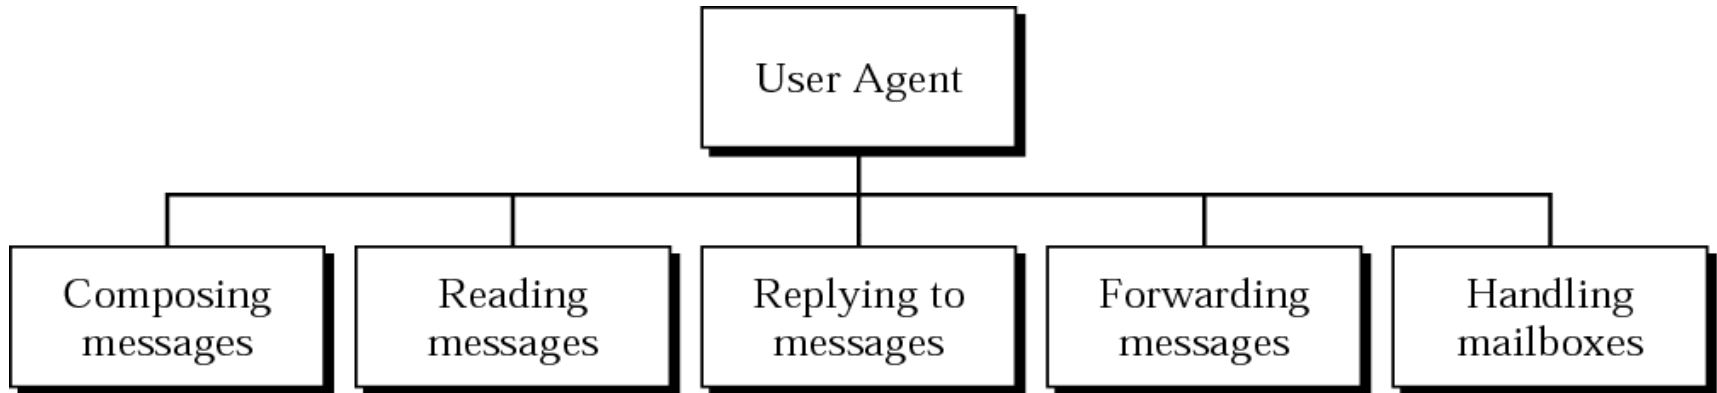 User Agent
Composing
messages
Reading
messages
Replying to
messages
Forwarding
messages
Handling
mailboxes